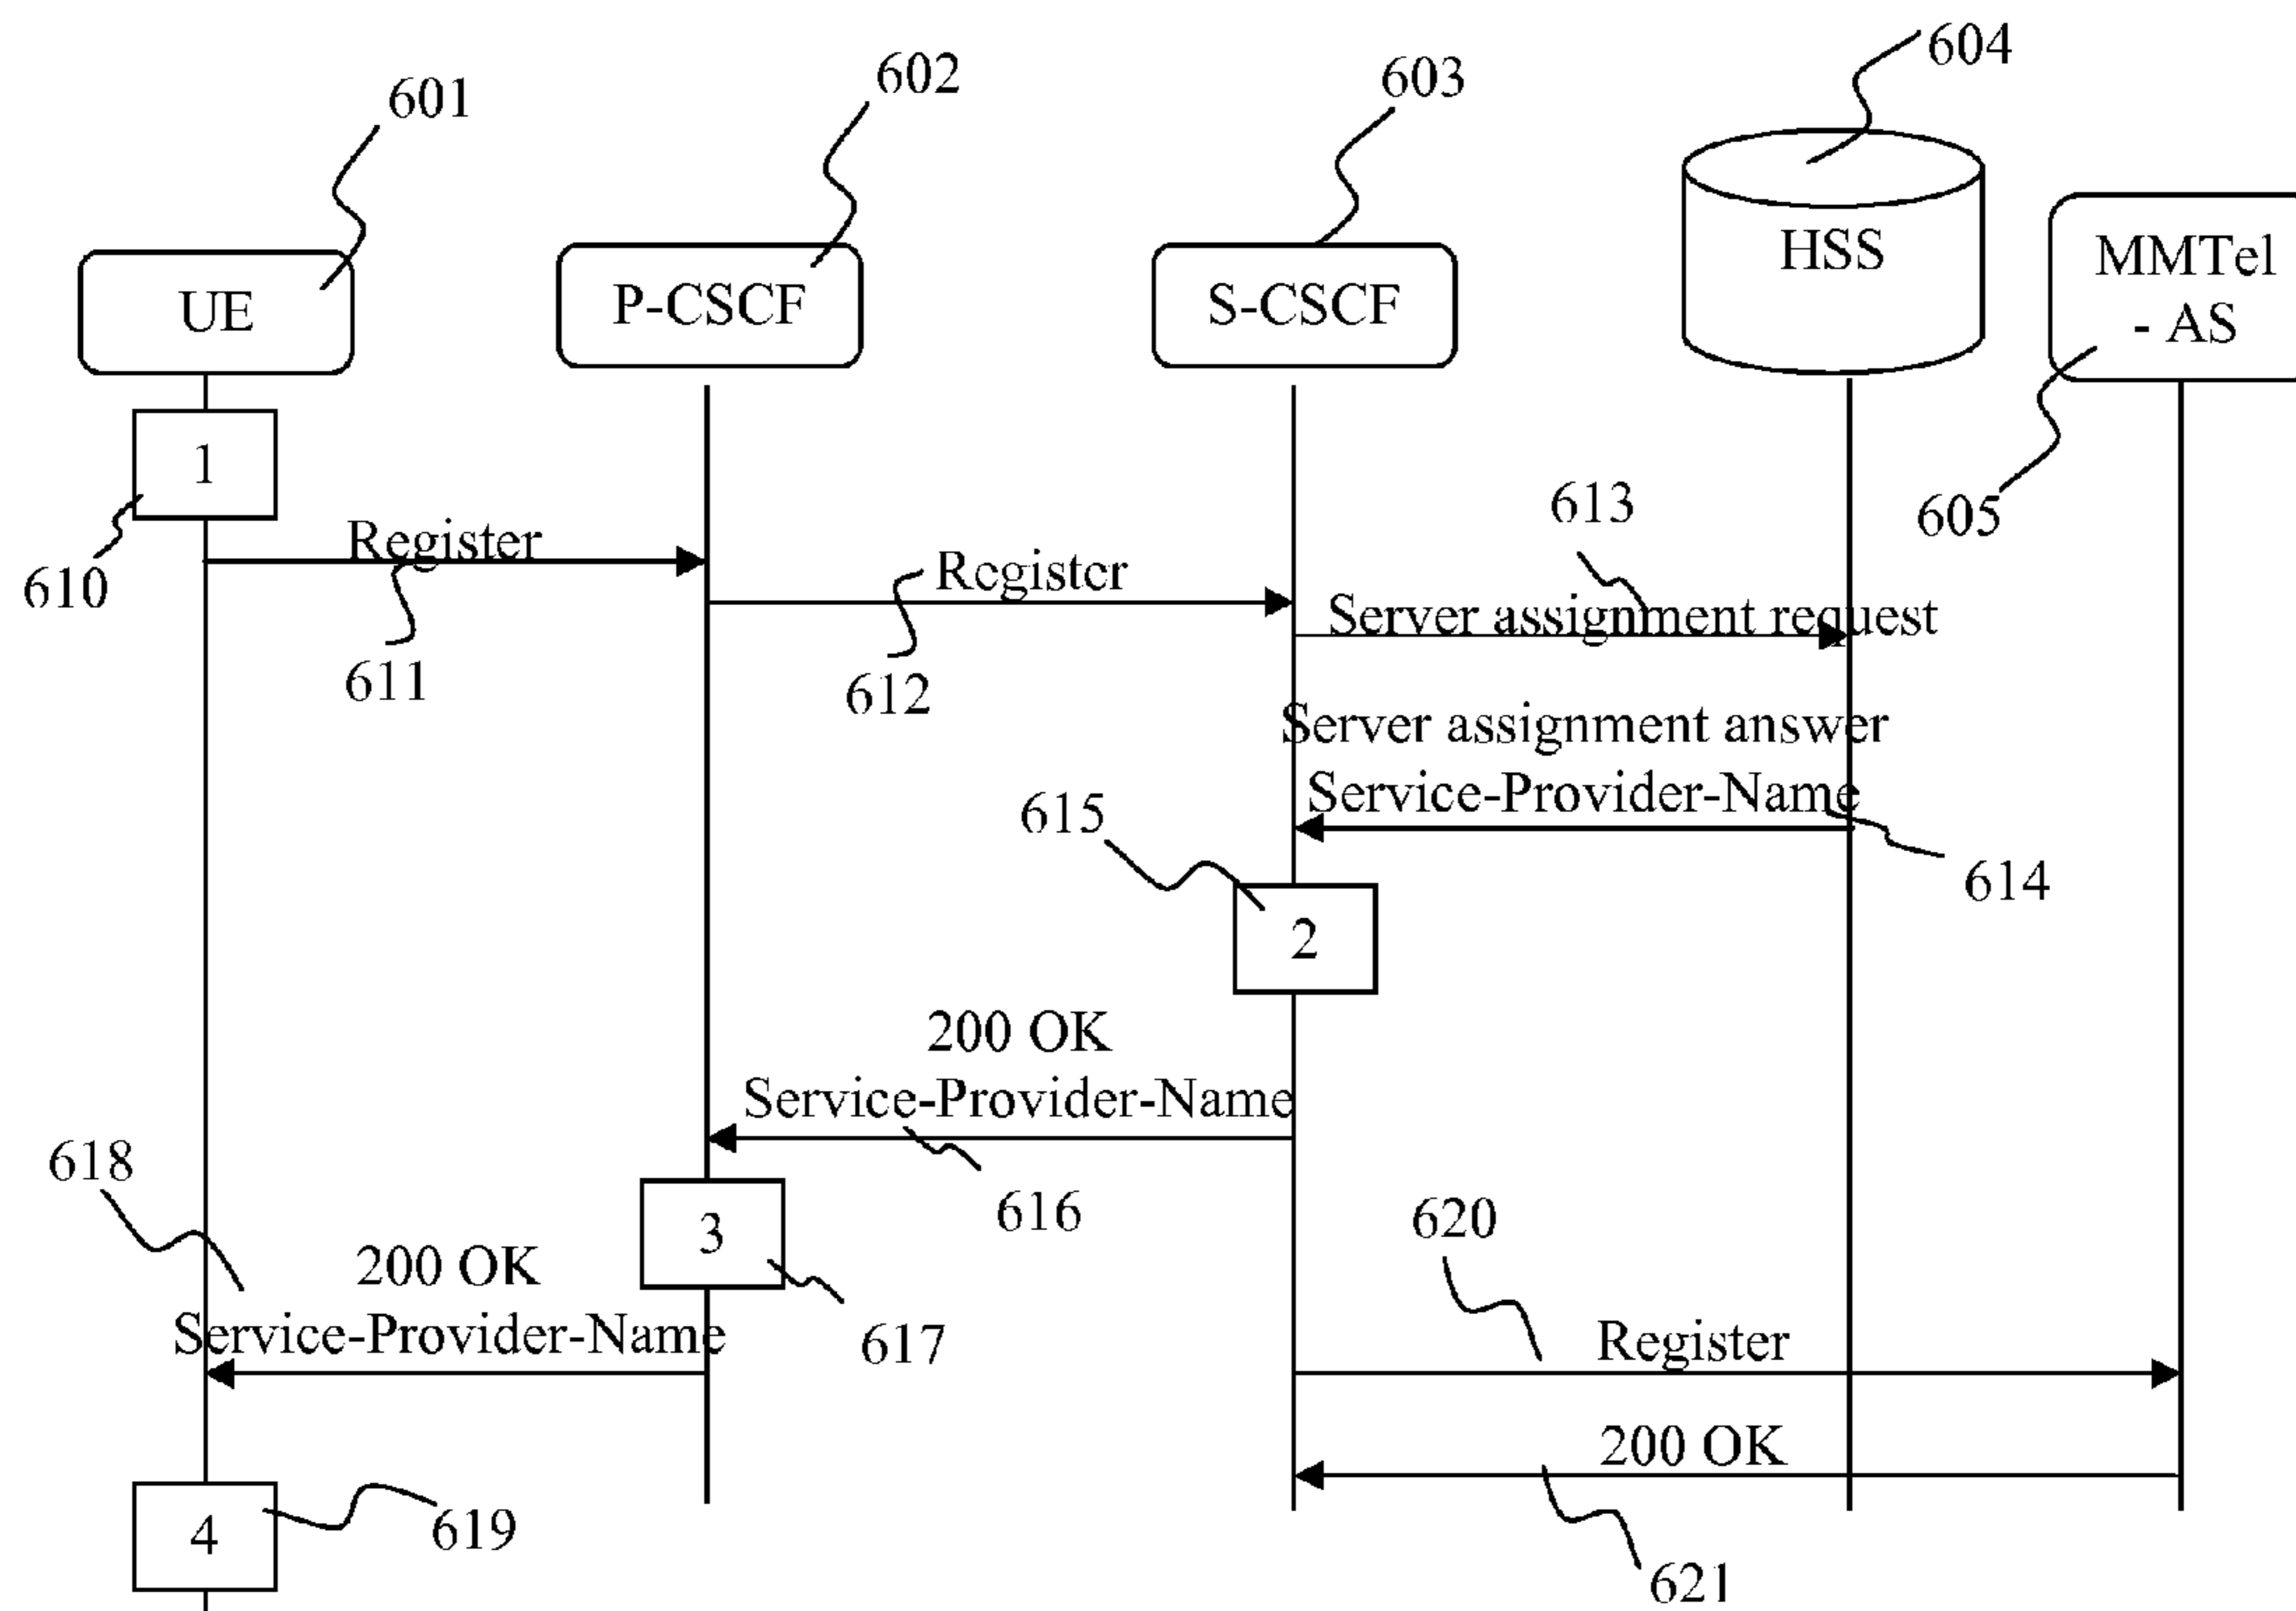 604
602
603
601
HSS
MMTel
- AS
UE
P-CSCF
S-CSCF
1
613
605
Register
Register
610
Server assignment request
611
612
Server assignment answer
Service-Provider-Name
615
614
2
200 OK
Service-Provider-Name
618
616
620
3
200 OK
Service-Provider-Name
617
Register
200 OK
4
619
621